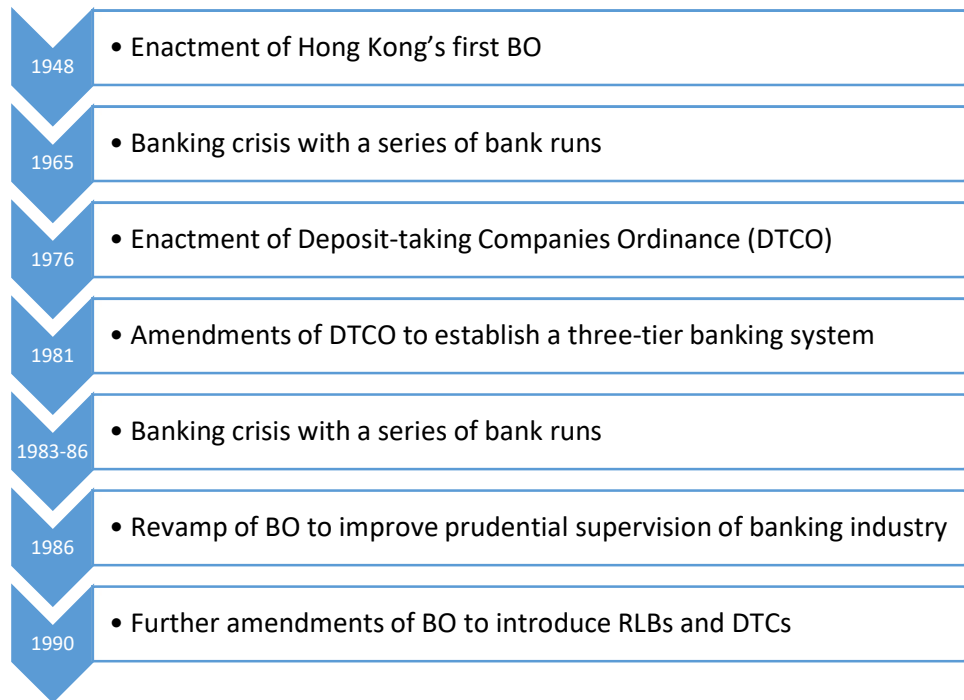 1948
• Enactment of Hong Kong’s first BO
1965
• Banking crisis with a series of bank runs
1976
• Enactment of Deposit-taking Companies Ordinance (DTCO)
1981
• Amendments of DTCO to establish a three-tier banking system
1983-86
• Banking crisis with a series of bank runs
1986
• Revamp of BO to improve prudential supervision of banking industry
1990
• Further amendments of BO to introduce RLBs and DTCs